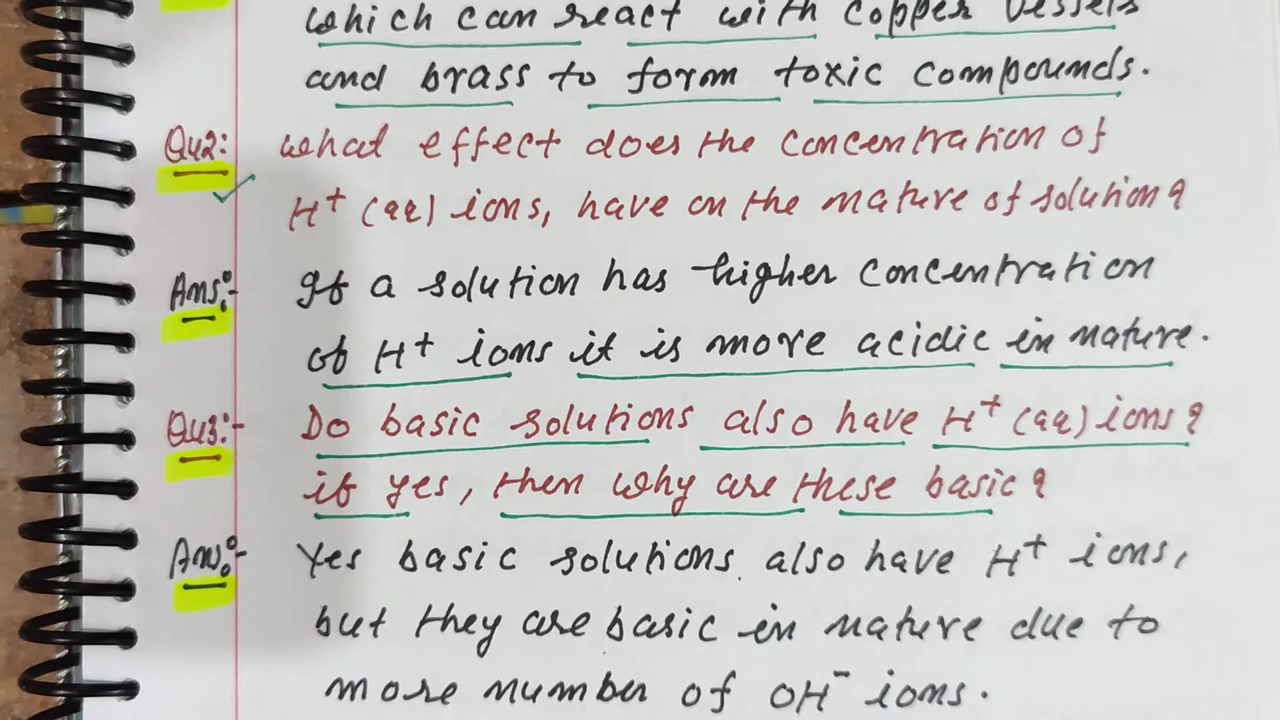 which can react with copper vessels
and brass to form toxic compounds.
Qu2: What effect does the concentration of
H+ (aq) ions, have on the nature of solution?
Ans:- If a solution has higher concentration
of H+ ions it is more acidic in nature.
Qu3:- Do basic solutions also have H+ (aq) ions?
if yes, then why are these basic?
Ans:- Yes basic solutions also have H+ ions,
but they are basic in nature due to
more number of OH- ions.